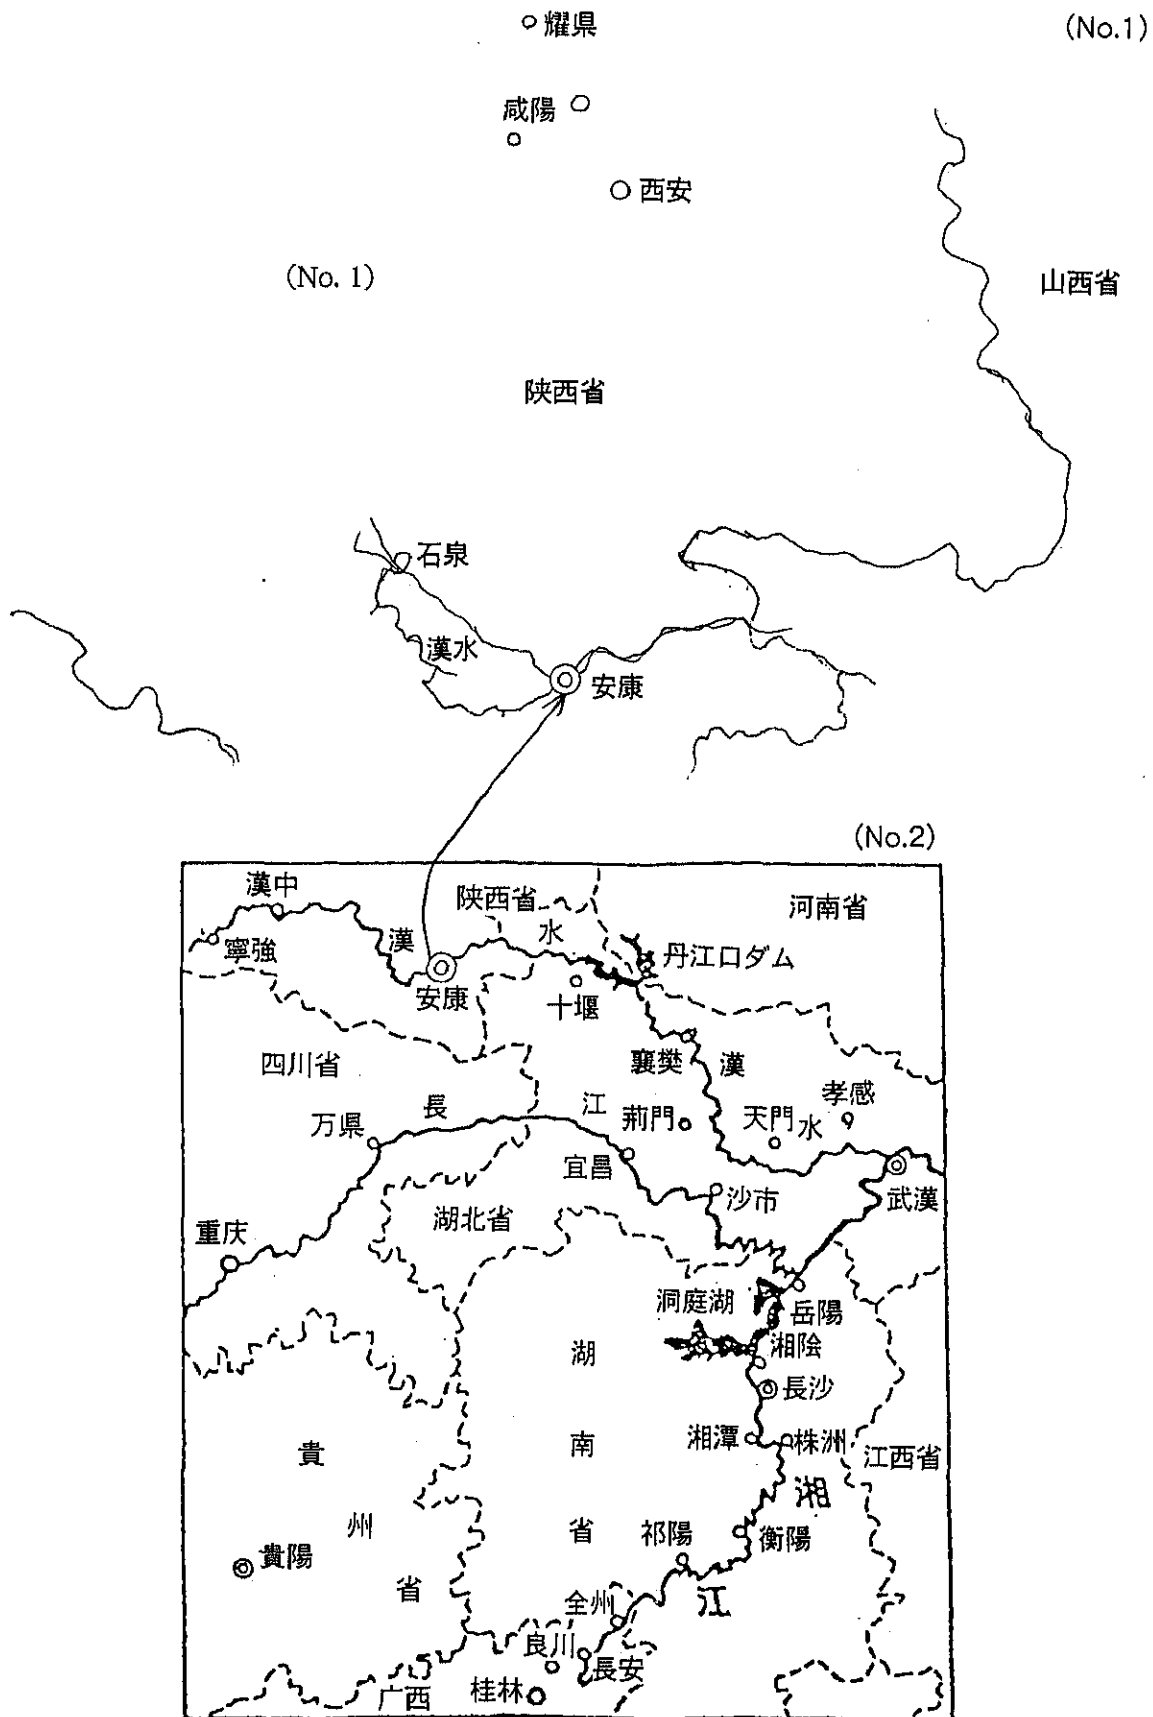 耀県
(No.1)
咸陽
西安
(No. 1)
山西省
陕西省
石泉
漢水
安康
(No.2)
漢中
陕西省
河南省
寧強
漢
水
丹江口ダム
安康
十堰
四川省
襄樊
漢
万県
長
江
荊門
天門
水
孝感
宜昌
沙市
武漢
湖北省
重庆
洞庭湖
岳陽
湘陰
湖
長沙
貴
南
湘潭
株洲
江西省
湘
州
省
祁陽
衡陽
貴陽
省
全州
江
良川
長安
广西
桂林